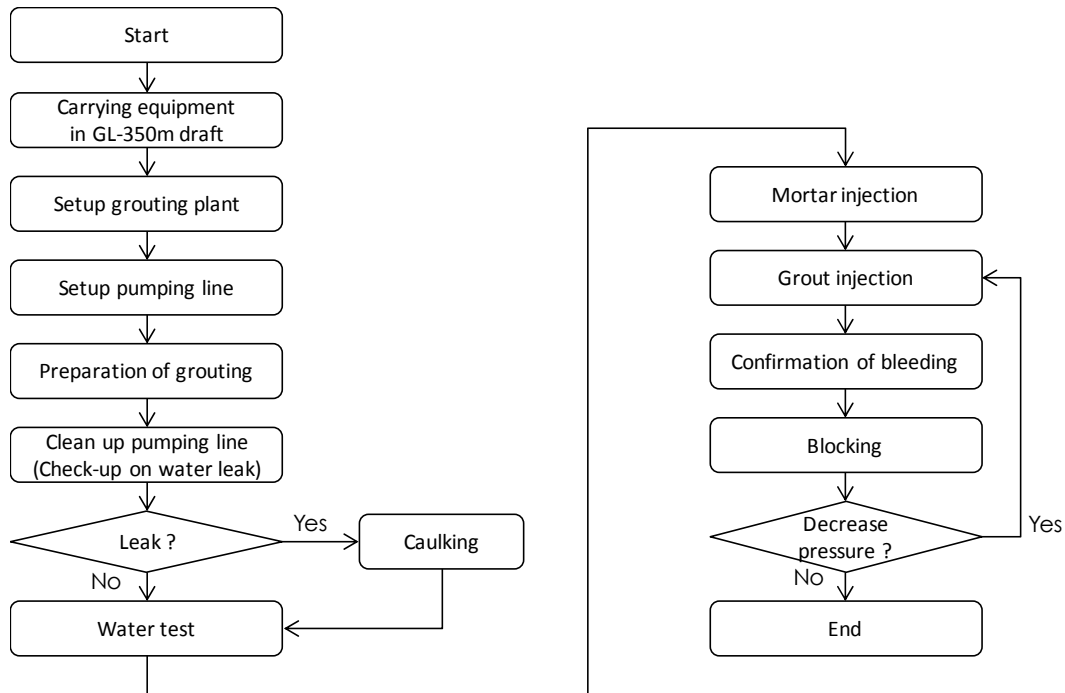 Start
Carrying equipment
in GL-350m draft
Setup grouting plant
Setup pumping line
Preparation of grouting
Clean up pumping line
(Check-up on water leak)
Leak ?
Yes
Caulking
No
Water test
Mortar injection
Grout injection
Confirmation of bleeding
Blocking
Decrease
pressure ?
Yes
No
End